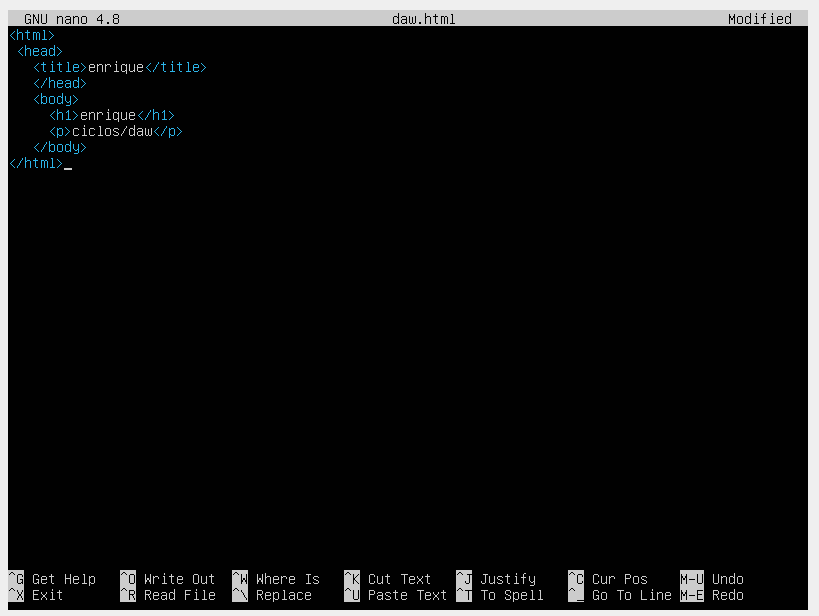 GNU nano 4.8 daw.html Modified
<html>
<head>
<title>enrique</title>
</head>
<body>
<h1>enrique</h1>
<p>ciclos/daw</p>
</body>
</html>_
^G Get Help ^O Write Out ^W Where Is ^K Cut Text ^J Justify ^C Cur Pos M-U Undo
^X Exit ^R Read File ^\ Replace ^U Paste Text ^T To Spell ^_ Go To Line M-E Redo